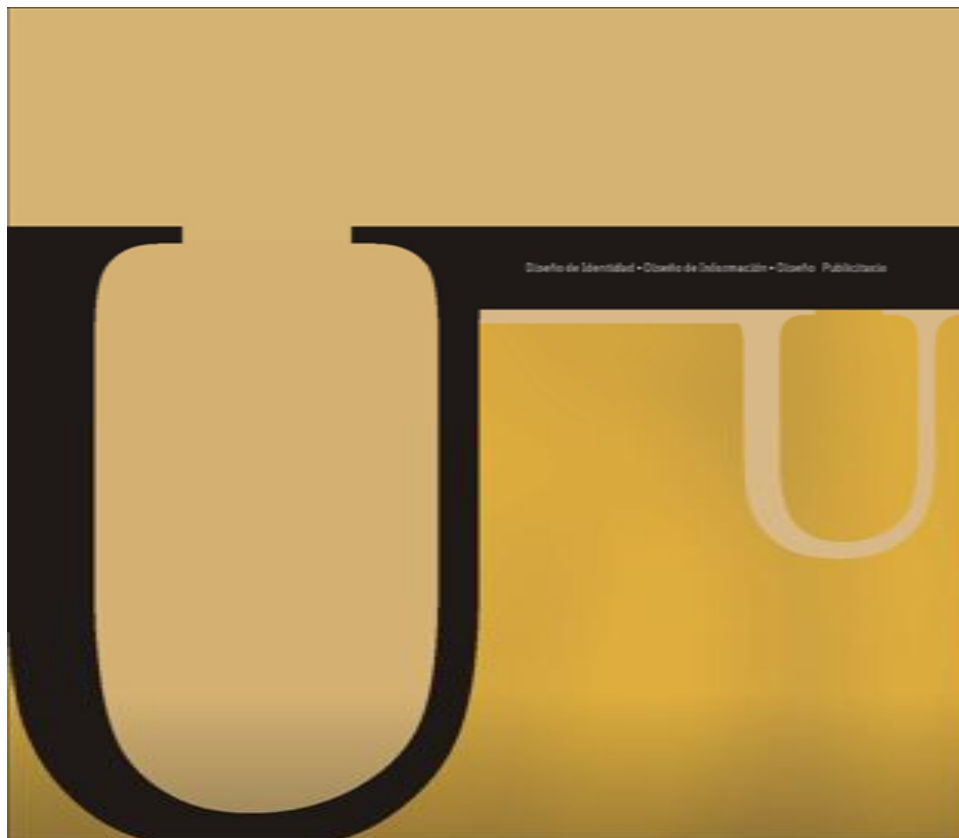 U
Diseño de Identidad • Diseño de Información • Diseño Publicitario
U